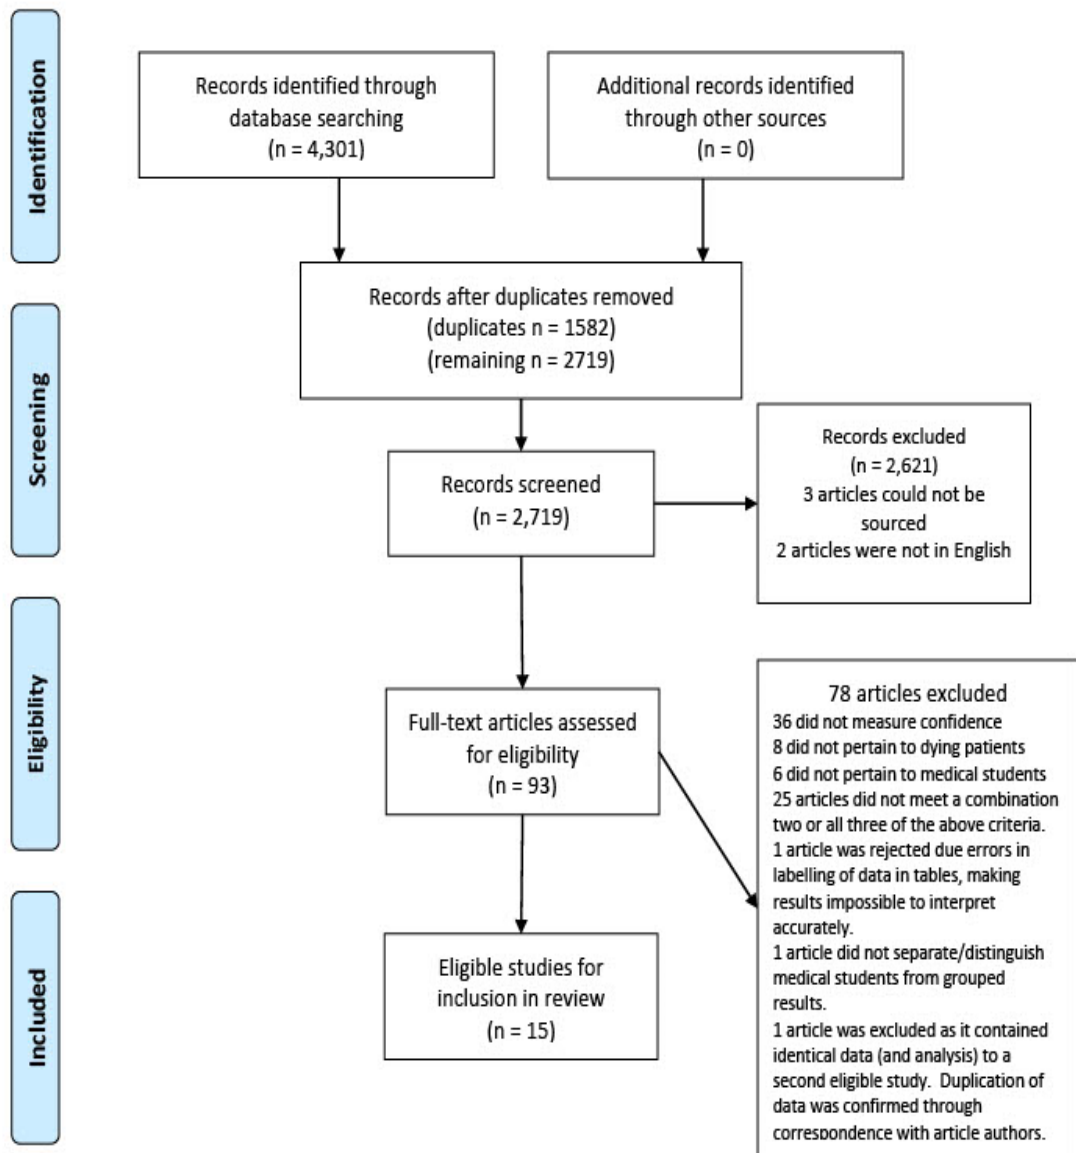 Identification
Records identified through
database searching
(n = 4,301)
Additional records identified
through other sources
(n = 0)
Records after duplicates removed
(duplicates n = 1582)
(remaining n = 2719)
Screening
Records screened
(n = 2,719)
Records excluded
(n = 2,621)
3 articles could not be
sourced
2 articles were not in English
Eligibility
Full-text articles assessed
for eligibility
(n = 93)
78 articles excluded
36 did not measure confidence
8 did not pertain to dying patients
6 did not pertain to medical students
25 articles did not meet a combination
two or all three of the above criteria.
1 article was rejected due errors in
labelling of data in tables, making
results impossible to interpret
accurately.
1 article did not separate/distinguish
medical students from grouped
results.
1 article was excluded as it contained
identical data (and analysis) to a
second eligible study.  Duplication of
data was confirmed through
correspondence with article authors.
Included
Eligible studies for
inclusion in review
(n = 15)